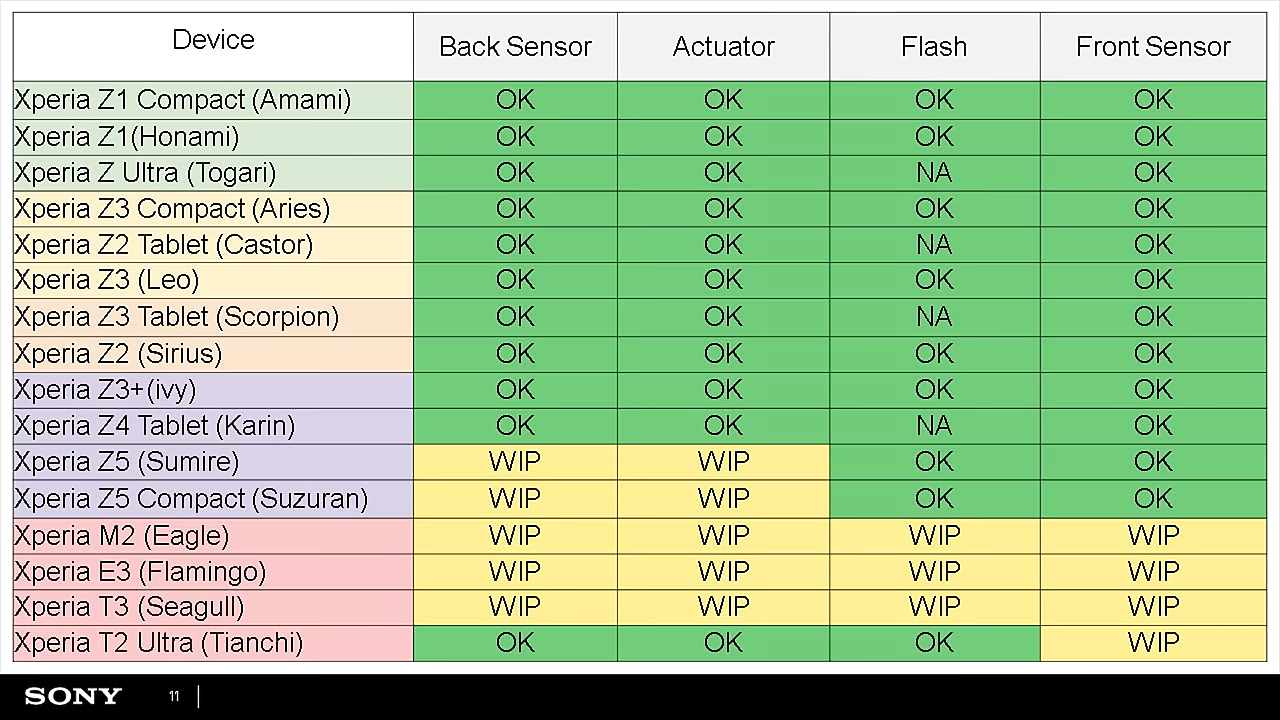 Device Back Sensor Actuator Flash Front Sensor
Xperia Z1 Compact (Amami) OK OK OK OK
Xperia Z1(Honami) OK OK OK OK
Xperia Z Ultra (Togari) OK OK NA OK
Xperia Z3 Compact (Aries) OK OK OK OK
Xperia Z2 Tablet (Castor) OK OK NA OK
Xperia Z3 (Leo) OK OK OK OK
Xperia Z3 Tablet (Scorpion) OK OK NA OK
Xperia Z2 (Sirius) OK OK OK OK
Xperia Z3+(ivy) OK OK OK OK
Xperia Z4 Tablet (Karin) OK OK NA OK
Xperia Z5 (Sumire) WIP WIP OK OK
Xperia Z5 Compact (Suzuran) WIP WIP OK OK
Xperia M2 (Eagle) WIP WIP WIP WIP
Xperia E3 (Flamingo) WIP WIP WIP WIP
Xperia T3 (Seagull) WIP WIP WIP WIP
Xperia T2 Ultra (Tianchi) OK OK OK WIP
SONY 11